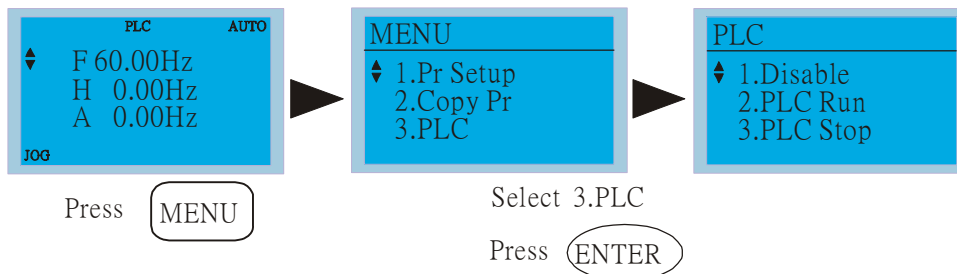 PLC AUTO
F 60.00Hz
H 0.00Hz
A 0.00Hz
JOG
Press MENU
MENU
1.Pr Setup
2.Copy Pr
3.PLC
Select 3.PLC
Press ENTER
PLC
1.Disable
2.PLC Run
3.PLC Stop